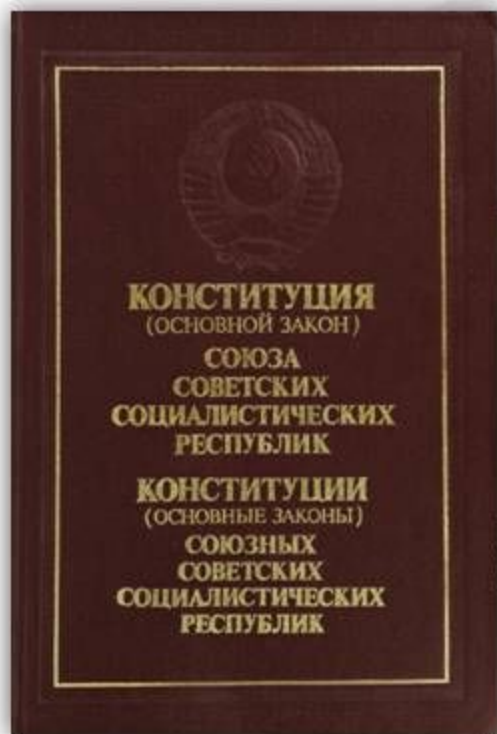 КОНСТИТУЦИЯ
(ОСНОВНОЙ ЗАКОН)
СОЮЗА
СОВЕТСКИХ
СОЦИАЛИСТИЧЕСКИХ
РЕСПУБЛИК
КОНСТИТУЦИИ
(ОСНОВНЫЕ ЗАКОНЫ)
СОЮЗНЫХ
СОВЕТСКИХ
СОЦИАЛИСТИЧЕСКИХ
РЕСПУБЛИК